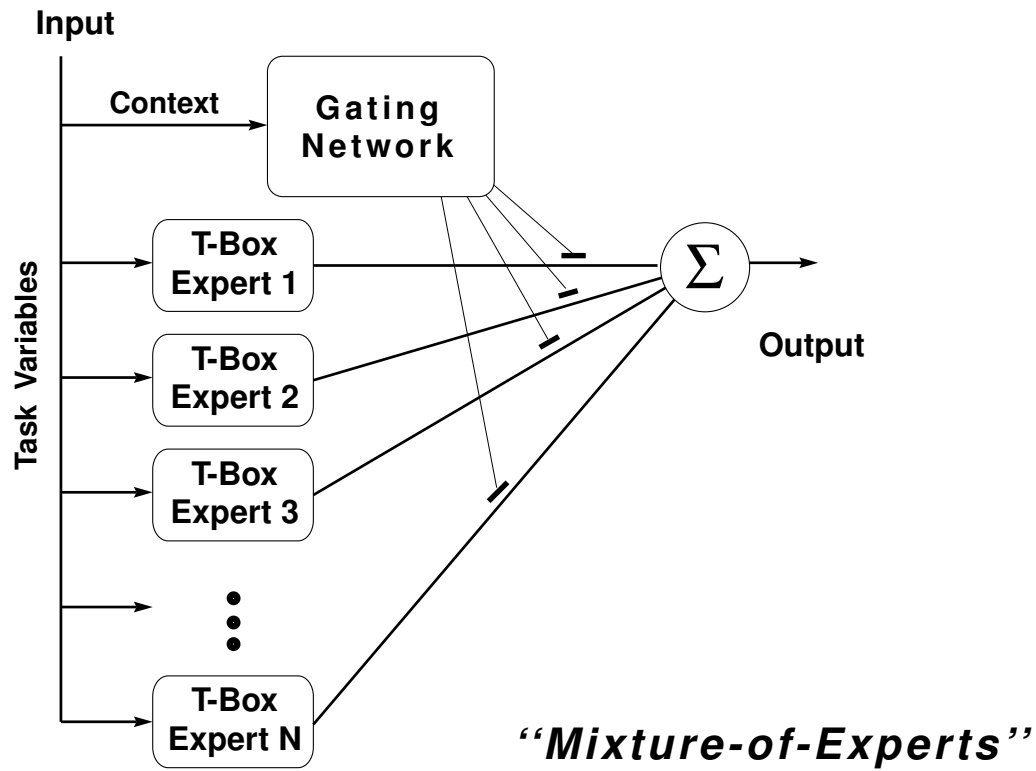 Input
Context
Gating
Network
Task Variables
T-Box
Expert 1
T-Box
Expert 2
T-Box
Expert 3
T-Box
Expert N
Σ
Output
‘‘Mixture-of-Experts’’